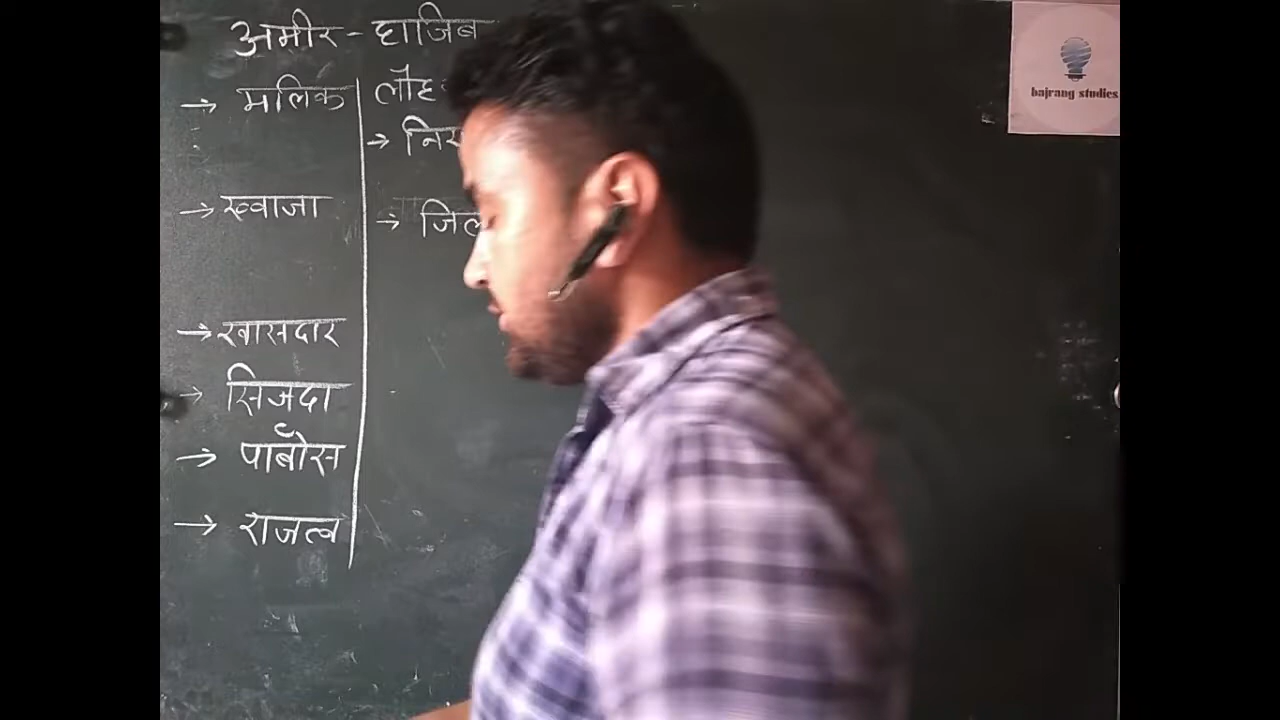 अमीर - हाजिब
→ मलिक
→ ख्वाजा
→ खासदार
→ सिजदा
→ पाबोस
→ राजत्व
bajrang studies